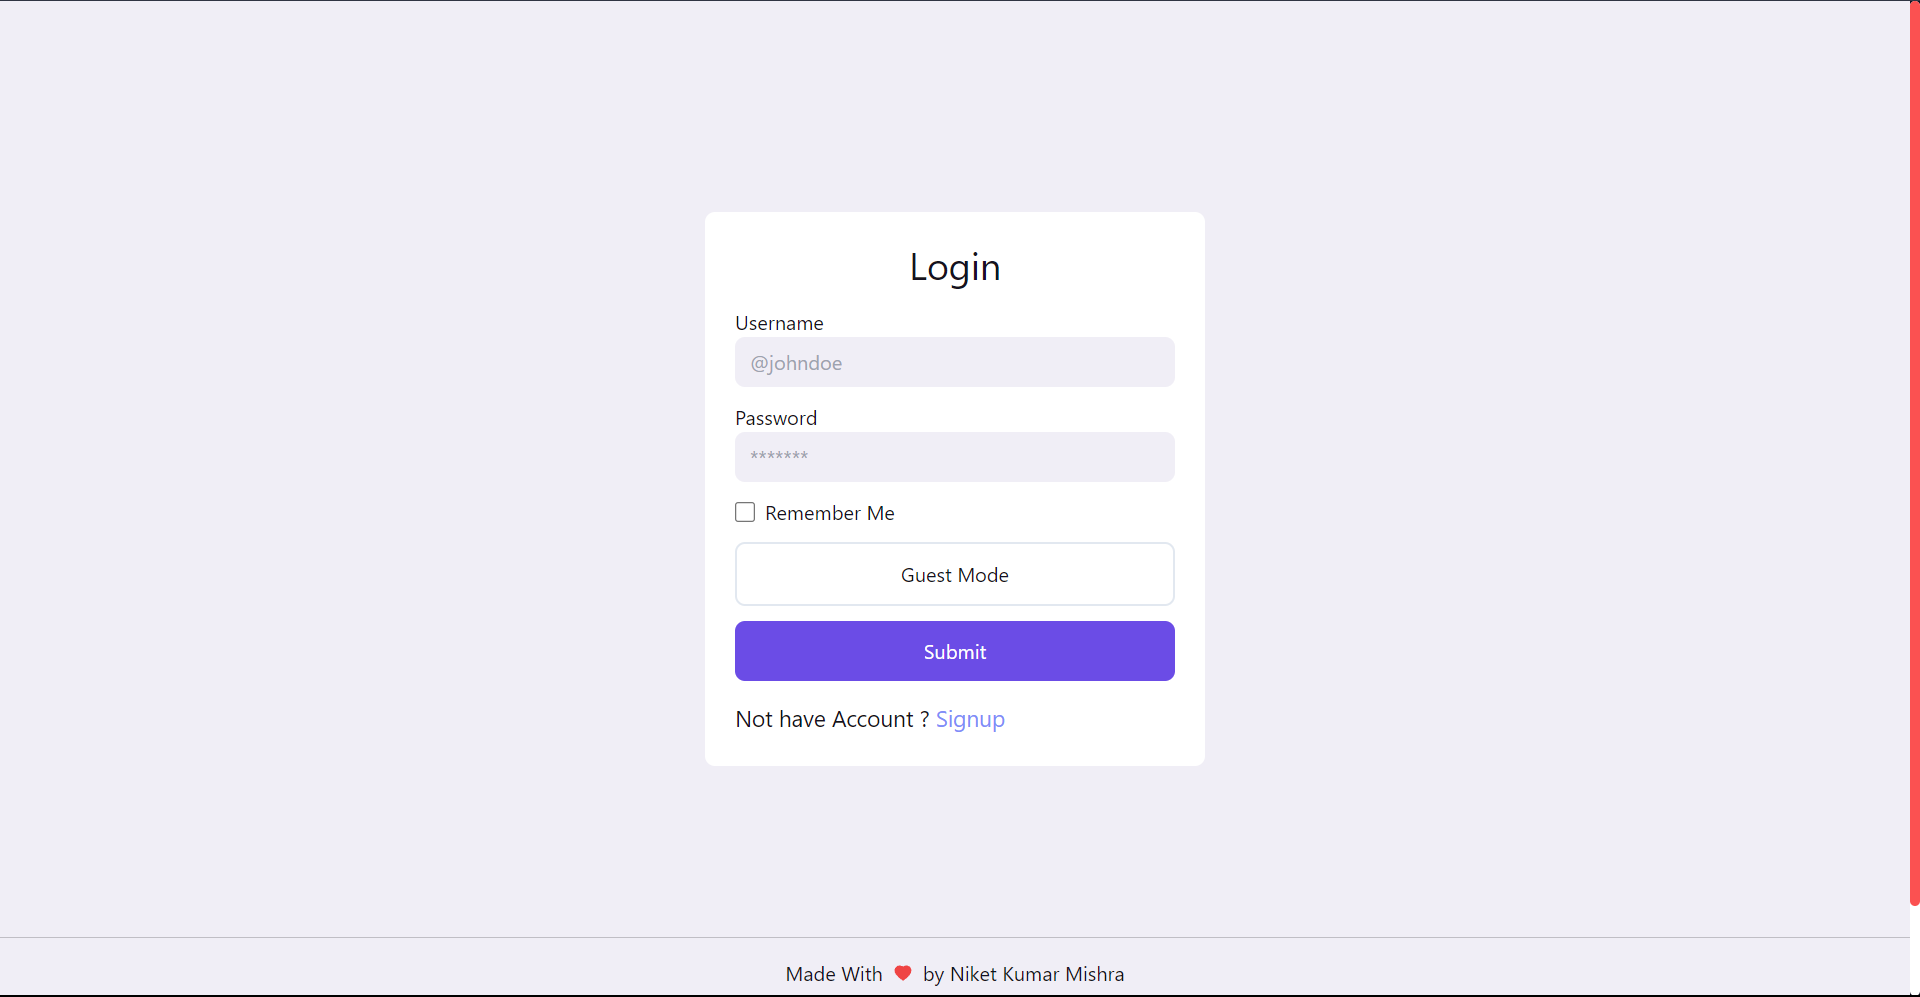 Login
Username
@johndoe
Password
*******
Remember Me
Guest Mode
Submit
Not have Account ? Signup
Made With by Niket Kumar Mishra